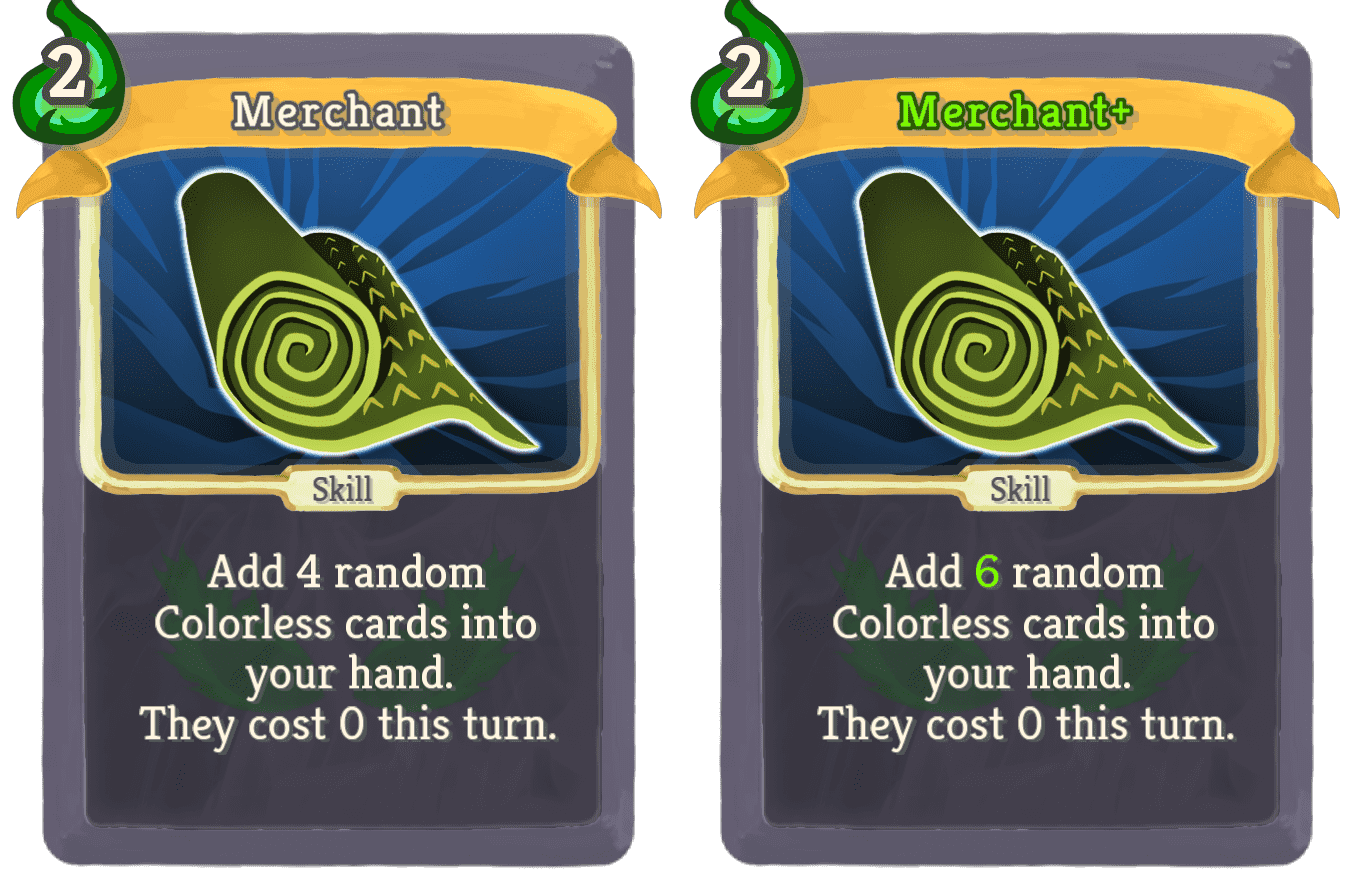 2
Merchant
Skill
Add 4 random
Colorless cards into
your hand.
They cost 0 this turn.
2
Merchant+
Skill
Add 6 random
Colorless cards into
your hand.
They cost 0 this turn.